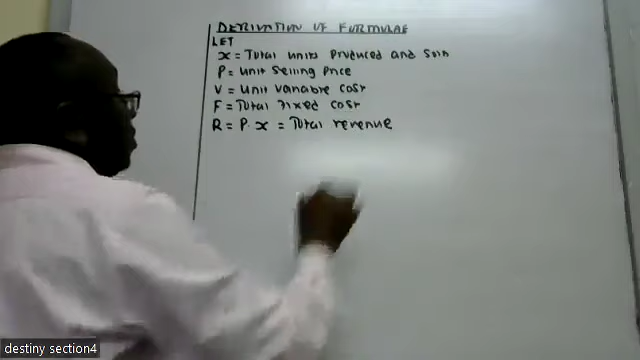 DERIVATION OF FORMULAE
LET
x = Total units produced and sold
P = unit selling price
V = unit variable cost
F = Total fixed cost
R = P.x = Total revenue
destiny section4